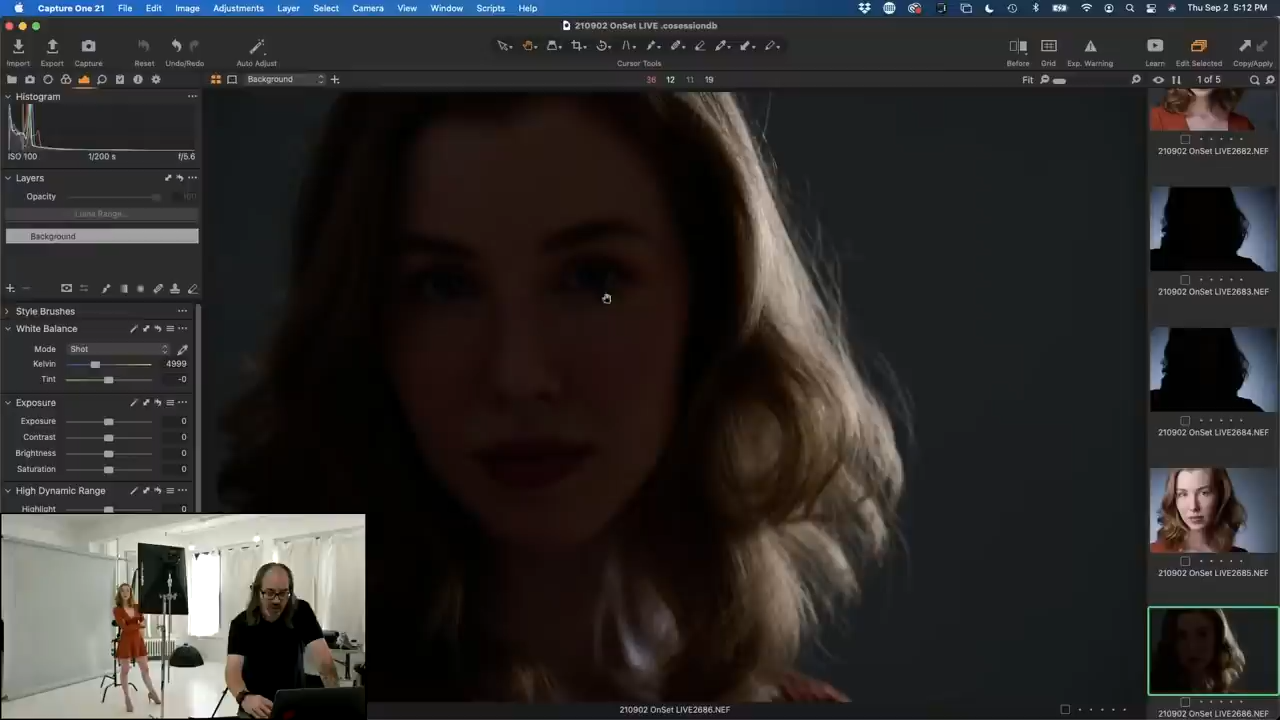 Capture One 21 File Edit Image Adjustments Layer Select Camera View Window Scripts Help Thu Sep 2 5:12 PM
210902 OnSet LIVE .cosessiondb
Import Export Capture Reset Undo/Redo Auto Adjust Cursor Tools Before Grid Exp. Warning Learn Edit Selected Copy/Apply
Background 36 12 11 19 Fit 1 of 5
Histogram
ISO 100 1/200 s f/5.6
Layers
Opacity 100
Luma Range...
Background
Style Brushes
White Balance
Mode Shot
Kelvin 4999
Tint -0
Exposure
Exposure 0
Contrast 0
Brightness 0
Saturation 0
High Dynamic Range
Highlight
210902 OnSet LIVE2682.NEF
210902 OnSet LIVE2683.NEF
210902 OnSet LIVE2684.NEF
210902 OnSet LIVE2685.NEF
210902 OnSet LIVE2686.NEF
210902 OnSet LIVE2686.NEF